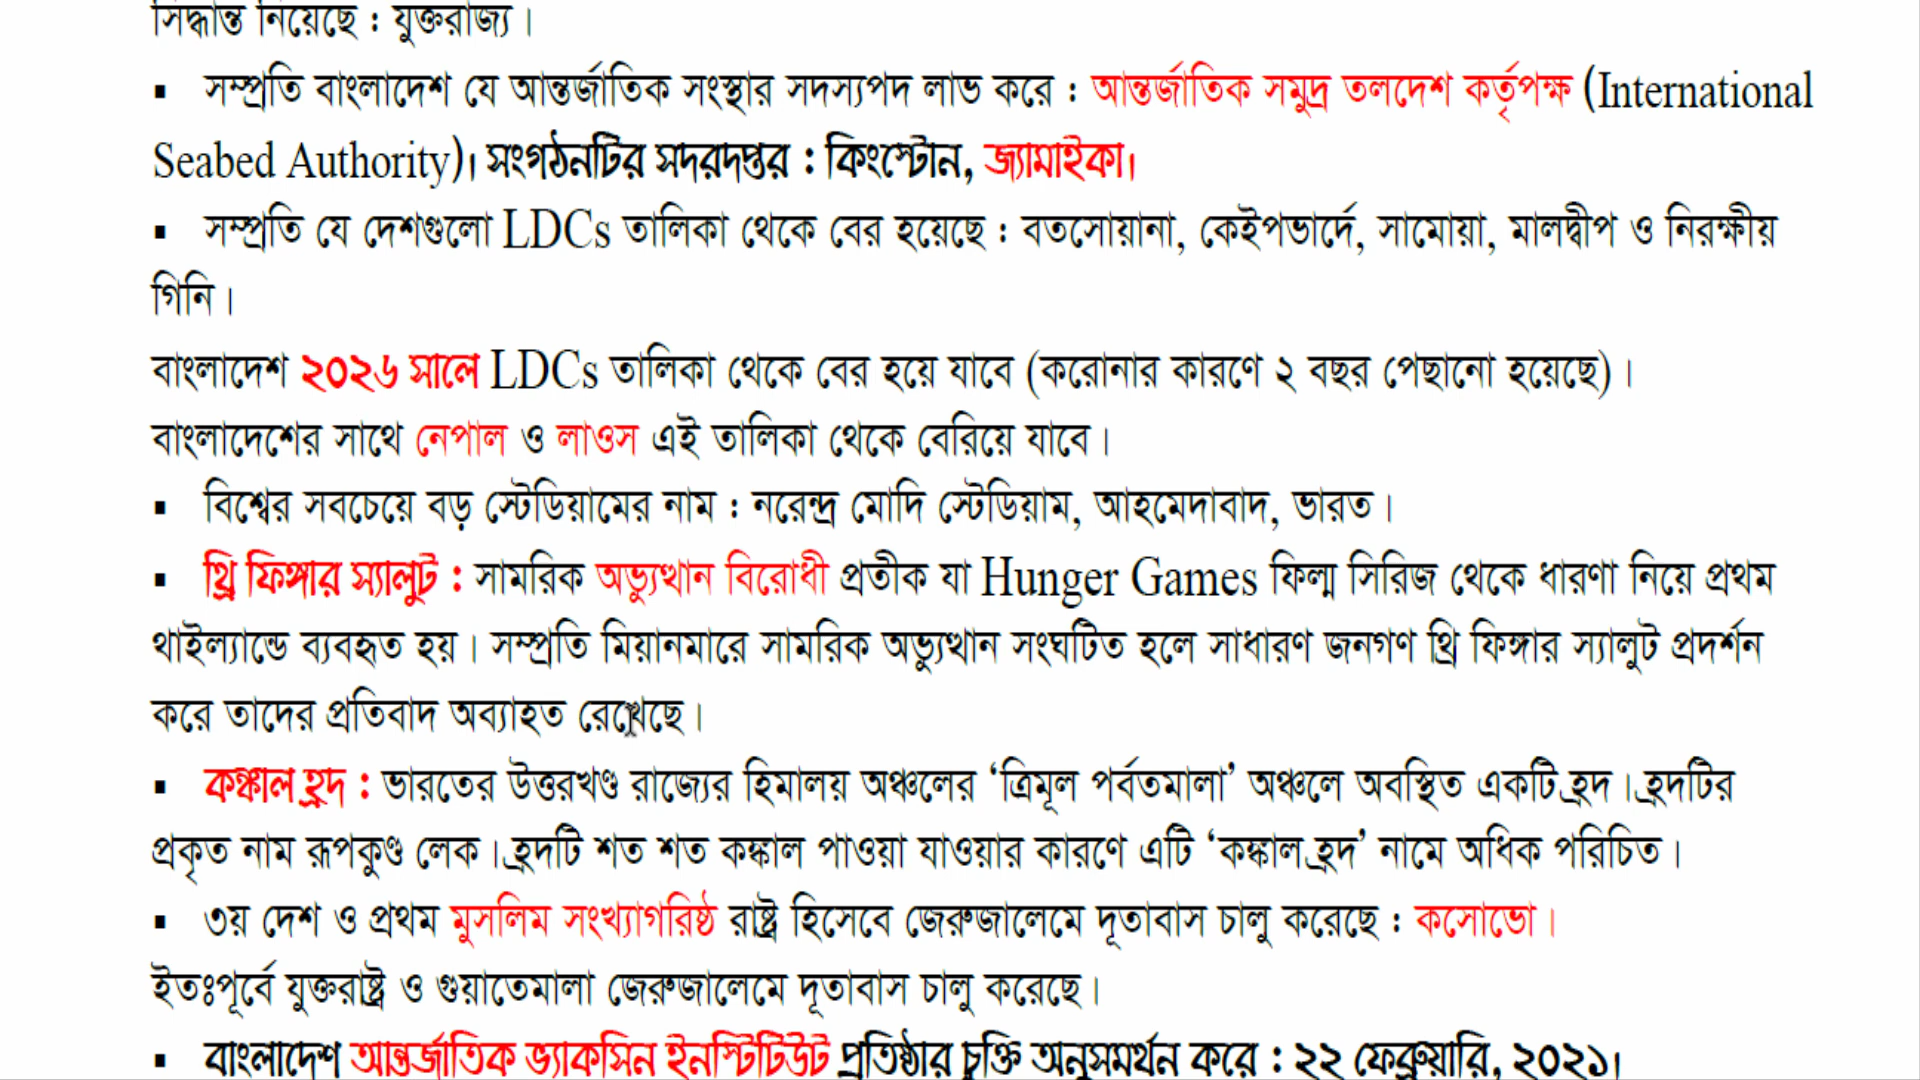 সিদ্ধান্ত নিয়েছে : যুক্তরাজ্য।
▪ সম্প্রতি বাংলাদেশ যে আন্তর্জাতিক সংস্থার সদস্যপদ লাভ করে : আন্তর্জাতিক সমুদ্র তলদেশ কর্তৃপক্ষ (International
Seabed Authority)। সংগঠনটির সদরদপ্তর : কিংস্টোন, জ্যামাইকা।
▪ সম্প্রতি যে দেশগুলো LDCs তালিকা থেকে বের হয়েছে : বতসোয়ানা, কেইপভার্দে, সামোয়া, মালদ্বীপ ও নিরক্ষীয়
গিনি।
বাংলাদেশ ২০২৬ সালে LDCs তালিকা থেকে বের হয়ে যাবে (করোনার কারণে ২ বছর পেছানো হয়েছে)।
বাংলাদেশের সাথে নেপাল ও লাওস এই তালিকা থেকে বেরিয়ে যাবে।
▪ বিশ্বের সবচেয়ে বড় স্টেডিয়ামের নাম : নরেন্দ্র মোদি স্টেডিয়াম, আহমেদাবাদ, ভারত।
▪ থ্রি ফিঙ্গার স্যালুট : সামরিক অভ্যুত্থান বিরোধী প্রতীক যা Hunger Games ফিল্ম সিরিজ থেকে ধারণা নিয়ে প্রথম
থাইল্যান্ডে ব্যবহৃত হয়। সম্প্রতি মিয়ানমারে সামরিক অভ্যুত্থান সংঘটিত হলে সাধারণ জনগণ থ্রি ফিঙ্গার স্যালুট প্রদর্শন
করে তাদের প্রতিবাদ অব্যাহত রেখেছে।
▪ কঙ্কাল হ্রদ : ভারতের উত্তরখণ্ড রাজ্যের হিমালয় অঞ্চলের ‘ত্রিমূল পর্বতমালা’ অঞ্চলে অবস্থিত একটি হ্রদ। হ্রদটির
প্রকৃত নাম রূপকুণ্ড লেক। হ্রদটি শত শত কঙ্কাল পাওয়া যাওয়ার কারণে এটি ‘কঙ্কাল হ্রদ’ নামে অধিক পরিচিত।
▪ ৩য় দেশ ও প্রথম মুসলিম সংখ্যাগরিষ্ঠ রাষ্ট্র হিসেবে জেরুজালেমে দূতাবাস চালু করেছে : কসোভো।
ইতঃপূর্বে যুক্তরাষ্ট্র ও গুয়াতেমালা জেরুজালেমে দূতাবাস চালু করেছে।
▪ বাংলাদেশ আন্তর্জাতিক ভ্যাকসিন ইনস্টিটিউট প্রতিষ্ঠার চুক্তি অনুসমর্থন করে : ২২ ফেব্রুয়ারি, ২০২১।